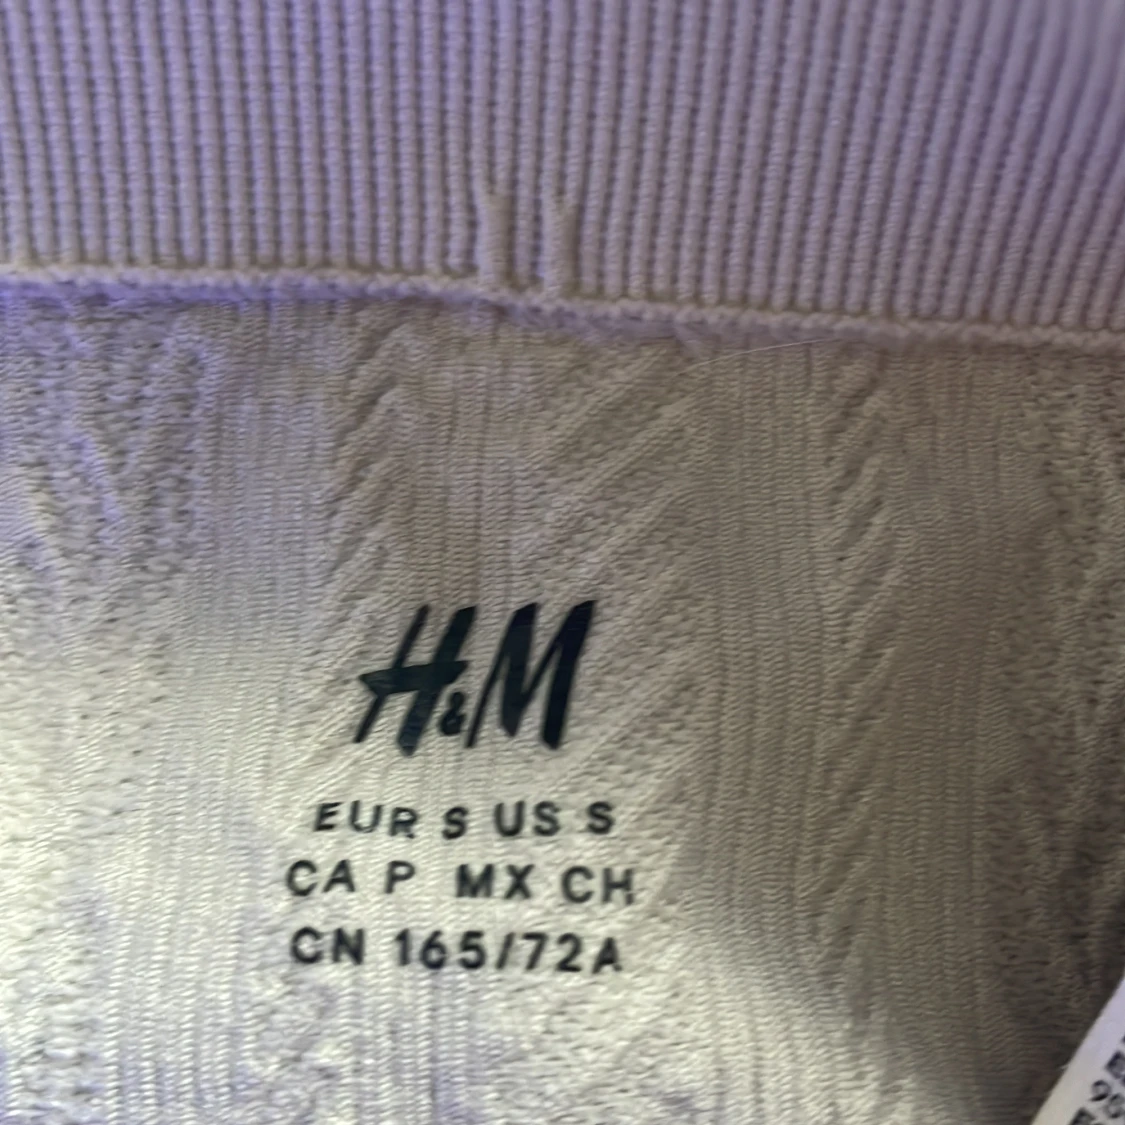 H&M
EUR S US S
CA P MX CH
CN 165/72A